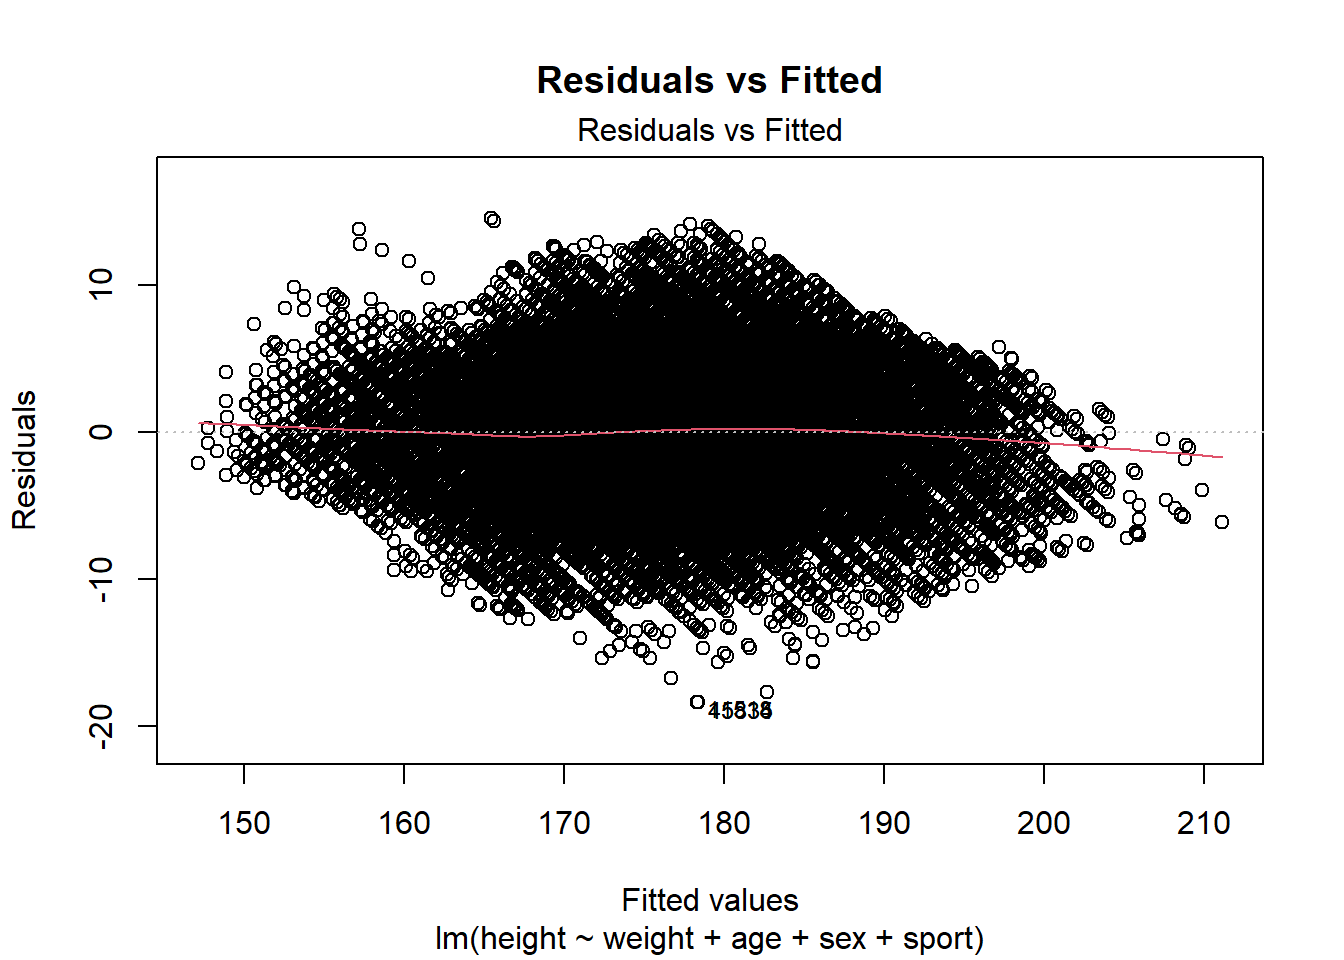 Residuals vs Fitted
Residuals vs Fitted
Residuals
10
0
-10
-20
150 160 170 180 190 200 210
Fitted values
lm(height ~ weight + age + sex + sport)